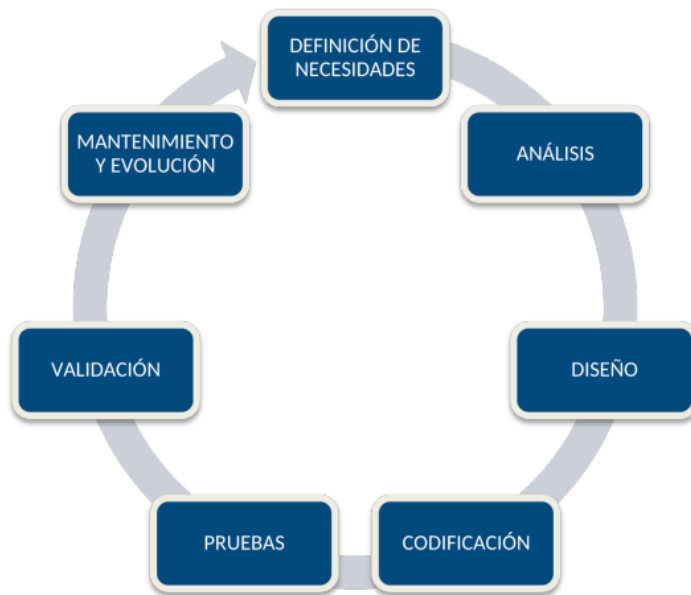 DEFINICIÓN DE
NECESIDADES
ANÁLISIS
DISEÑO
CODIFICACIÓN
PRUEBAS
VALIDACIÓN
MANTENIMIENTO
Y EVOLUCIÓN